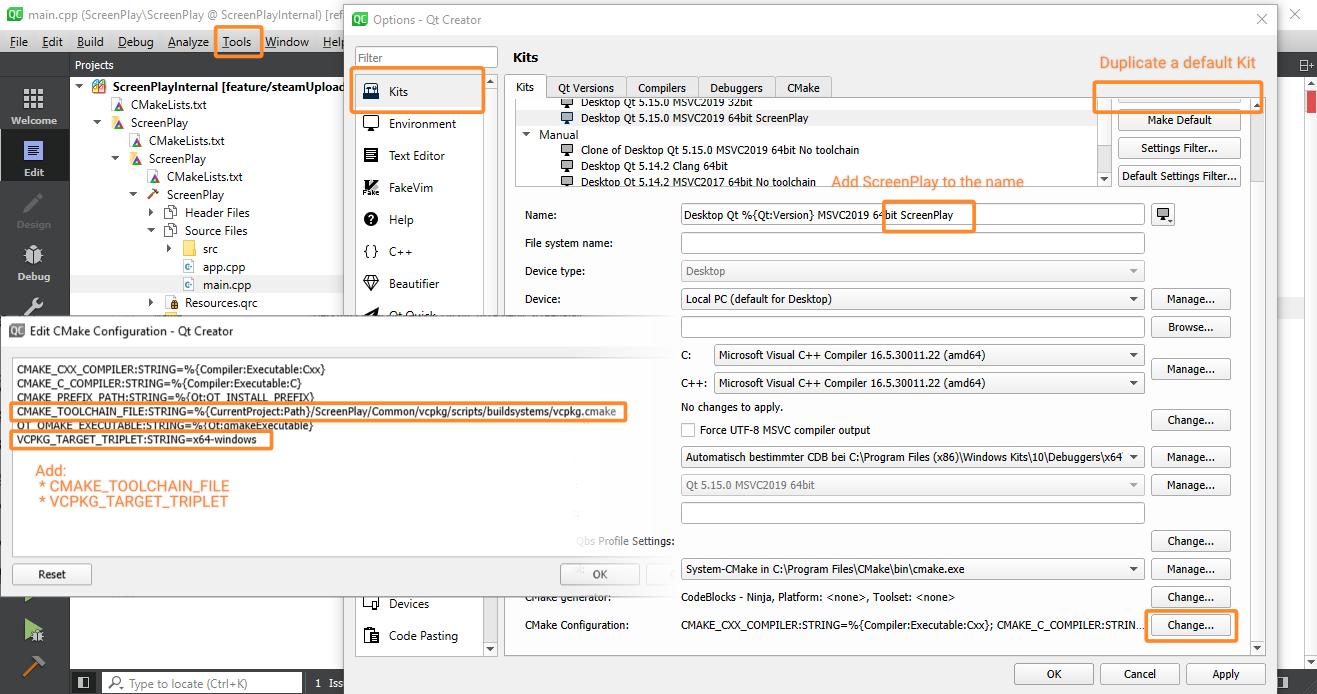 main.cpp (ScreenPlay\ScreenPlay @ ScreenPlayInternal) [ref
File Edit Build Debug Analyze Tools Window Help
Projects
Welcome
Edit
Design
Debug
ScreenPlayInternal [feature/steamUpload
CMakeLists.txt
ScreenPlay
CMakeLists.txt
ScreenPlay
CMakeLists.txt
ScreenPlay
Header Files
Source Files
src
app.cpp
main.cpp
Resources.qrc
Options - Qt Creator
Filter
Kits
Environment
Text Editor
FakeVim
Help
C++
Beautifier
Qt Quick
Devices
Code Pasting
Kits
Kits Qt Versions Compilers Debuggers CMake
Duplicate a default Kit
Desktop Qt 5.15.0 MSVC2019 32bit
Desktop Qt 5.15.0 MSVC2019 64bit ScreenPlay
Manual
Clone of Desktop Qt 5.15.0 MSVC2019 64bit No toolchain
Desktop Qt 5.14.2 Clang 64bit
Desktop Qt 5.14.2 MSVC2017 64bit No toolchain
Make Default
Settings Filter...
Default Settings Filter...
Add ScreenPlay to the name
Name: Desktop Qt %{Qt:Version} MSVC2019 64bit ScreenPlay
File system name:
Device type: Desktop
Device: Local PC (default for Desktop) Manage...
Browse...
C: Microsoft Visual C++ Compiler 16.5.30011.22 (amd64)
Manage...
C++: Microsoft Visual C++ Compiler 16.5.30011.22 (amd64)
No changes to apply.
Change...
Force UTF-8 MSVC compiler output
Automatisch bestimmter CDB bei C:\Program Files (x86)\Windows Kits\10\Debuggers\x64\ Manage...
Qt 5.15.0 MSVC2019 64bit Manage...
Qbs Profile Settings: Change...
System-CMake in C:\Program Files\CMake\bin\cmake.exe Manage...
CMake generator: CodeBlocks - Ninja, Platform: <none>, Toolset: <none> Change...
CMake Configuration: CMAKE_CXX_COMPILER:STRING=%{Compiler:Executable:Cxx}; CMAKE_C_COMPILER:STRIN... Change...
OK Cancel Apply
Edit CMake Configuration - Qt Creator
CMAKE_CXX_COMPILER:STRING=%{Compiler:Executable:Cxx}
CMAKE_C_COMPILER:STRING=%{Compiler:Executable:C}
CMAKE_PREFIX_PATH:STRING=%{Qt:QT_INSTALL_PREFIX}
CMAKE_TOOLCHAIN_FILE:STRING=%{CurrentProject:Path}/ScreenPlay/Common/vcpkg/scripts/buildsystems/vcpkg.cmake
QT_QMAKE_EXECUTABLE:STRING=%{Qt:qmakeExecutable}
VCPKG_TARGET_TRIPLET:STRING=x64-windows
Add:
* CMAKE_TOOLCHAIN_FILE
* VCPKG_TARGET_TRIPLET
Reset OK
Type to locate (Ctrl+K) 1 Iss